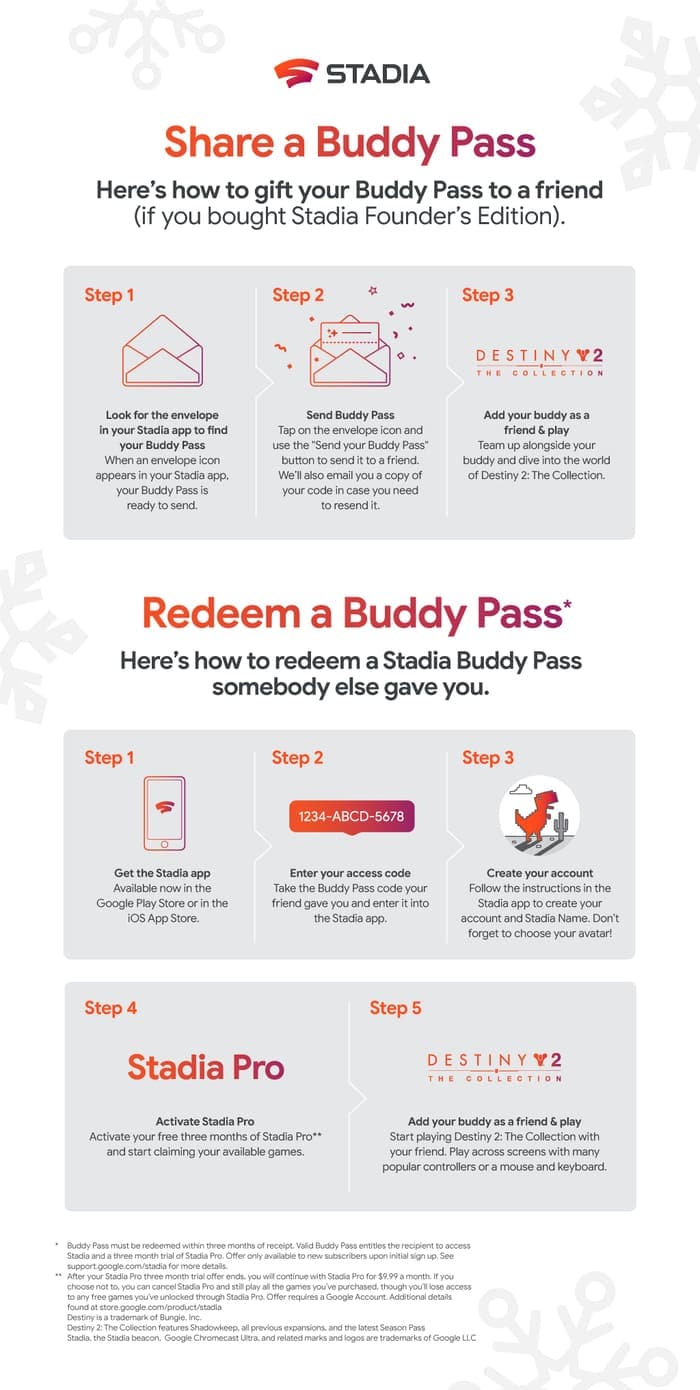 STADIA
Share a Buddy Pass
Here's how to gift your Buddy Pass to a friend
(if you bought Stadia Founder's Edition).
Step 1
Look for the envelope
in your Stadia app to find
your Buddy Pass
When an envelope icon
appears in your Stadia app,
your Buddy Pass is
ready to send.
Step 2
Send Buddy Pass
Tap on the envelope icon and
use the "Send your Buddy Pass"
button to send it to a friend.
We'll also email you a copy of
your code in case you need
to resend it.
Step 3
DESTINY 2
THE COLLECTION
Add your buddy as a
friend & play
Team up alongside your
buddy and dive into the world
of Destiny 2: The Collection.
Redeem a Buddy Pass*
Here's how to redeem a Stadia Buddy Pass
somebody else gave you.
Step 1
Get the Stadia app
Available now in the
Google Play Store or in the
iOS App Store.
Step 2
1234-ABCD-5678
Enter your access code
Take the Buddy Pass code your
friend gave you and enter it into
the Stadia app.
Step 3
Create your account
Follow the instructions in the
Stadia app to create your
account and Stadia Name. Don't
forget to choose your avatar!
Step 4
Stadia Pro
Activate Stadia Pro
Activate your free three months of Stadia Pro**
and start claiming your available games.
Step 5
DESTINY 2
THE COLLECTION
Add your buddy as a friend & play
Start playing Destiny 2: The Collection with
your friend. Play across screens with many
popular controllers or a mouse and keyboard.
* Buddy Pass must be redeemed within three months of receipt. Valid Buddy Pass entitles the recipient to access
Stadia and a three month trial of Stadia Pro. Offer only available to new subscribers upon initial sign up. See
support.google.com/stadia for more details.
** After your Stadia Pro three month trial offer ends, you will continue with Stadia Pro for $9.99 a month. If you
choose not to, you can cancel Stadia Pro and still play all the games you've purchased, though you'll lose access
to any free games you've unlocked through Stadia Pro. Offer requires a Google Account. Additional details
found at store.google.com/product/stadia
Destiny is a trademark of Bungie, Inc.
Destiny 2: The Collection features Shadowkeep, all previous expansions, and the latest Season Pass
Stadia, the Stadia beacon, Google Chromecast Ultra, and related marks and logos are trademarks of Google LLC